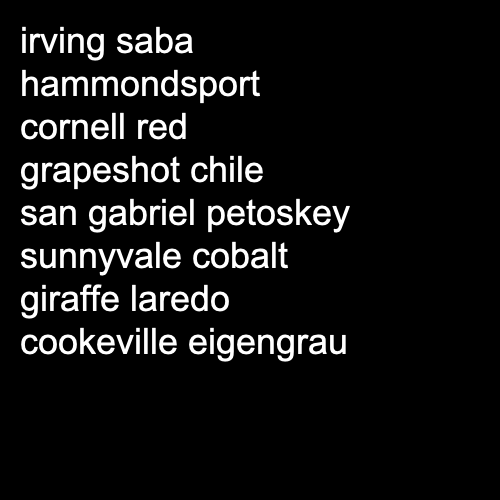 irving saba
hammondsport
cornell red
grapeshot chile
san gabriel petoskey
sunnyvale cobalt
giraffe laredo
cookeville eigengrau